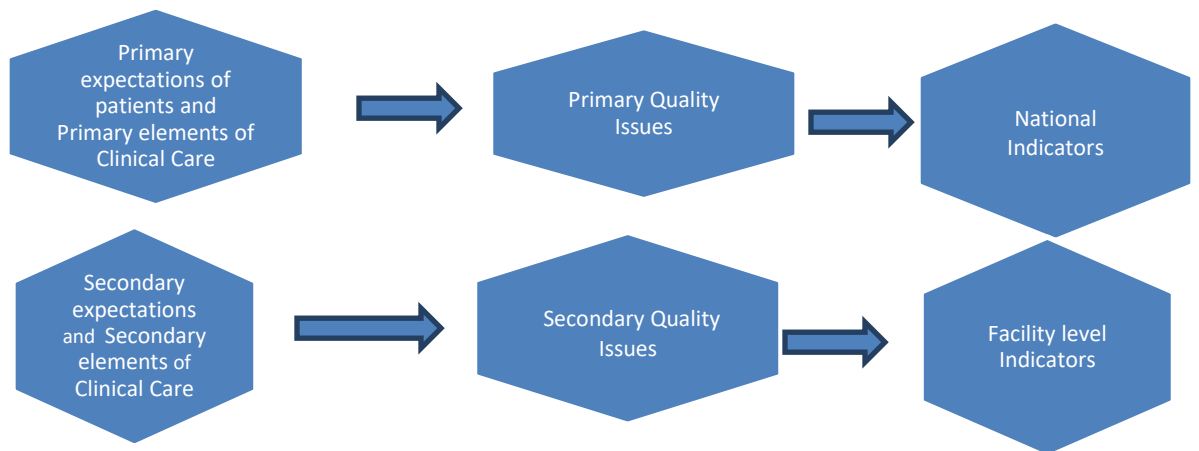 Primary
expectations of
patients and
Primary elements of
Clinical Care
Primary Quality
Issues
National
Indicators
Secondary
expectations
and Secondary
elements of
Clinical Care
Secondary Quality
Issues
Facility level
Indicators